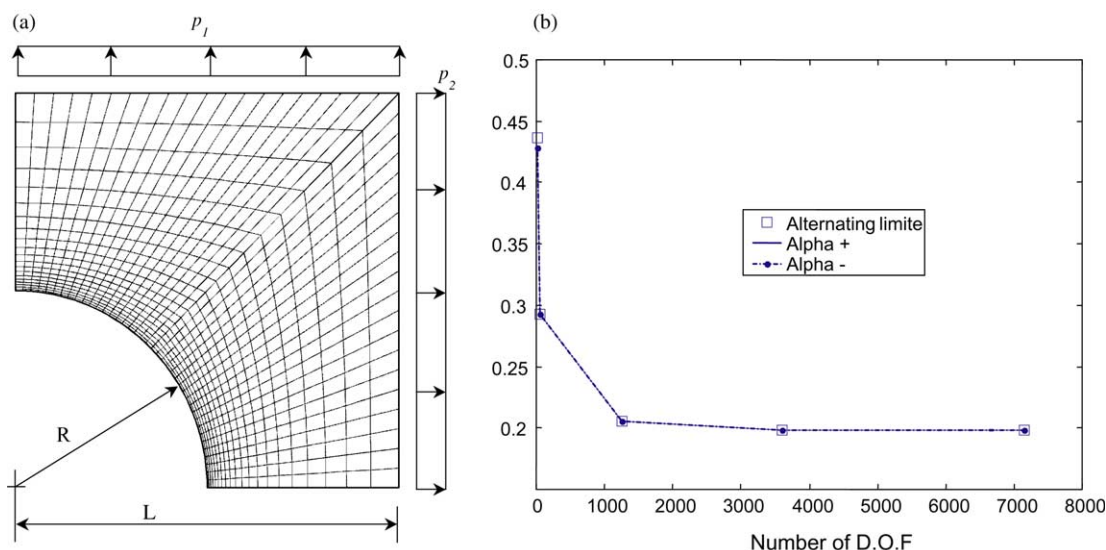 (a)
p1
p2
R
L
(b)
0.5
0.45
0.4
0.35
0.3
0.25
0.2
Alternating limite
Alpha +
Alpha -
0 1000 2000 3000 4000 5000 6000 7000 8000
Number of D.O.F